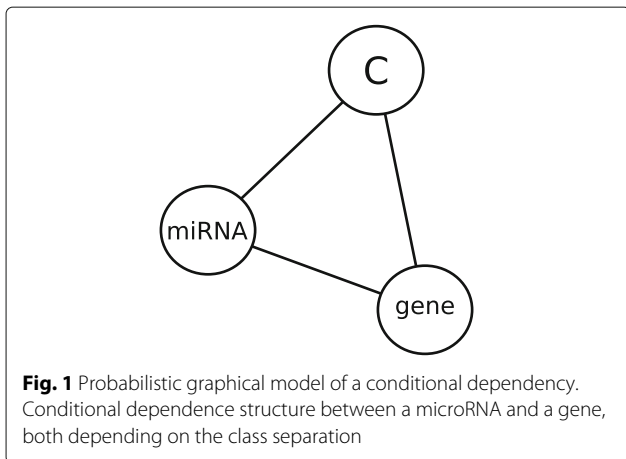 C
miRNA
gene
Fig. 1 Probabilistic graphical model of a conditional dependency.
Conditional dependence structure between a microRNA and a gene,
both depending on the class separation